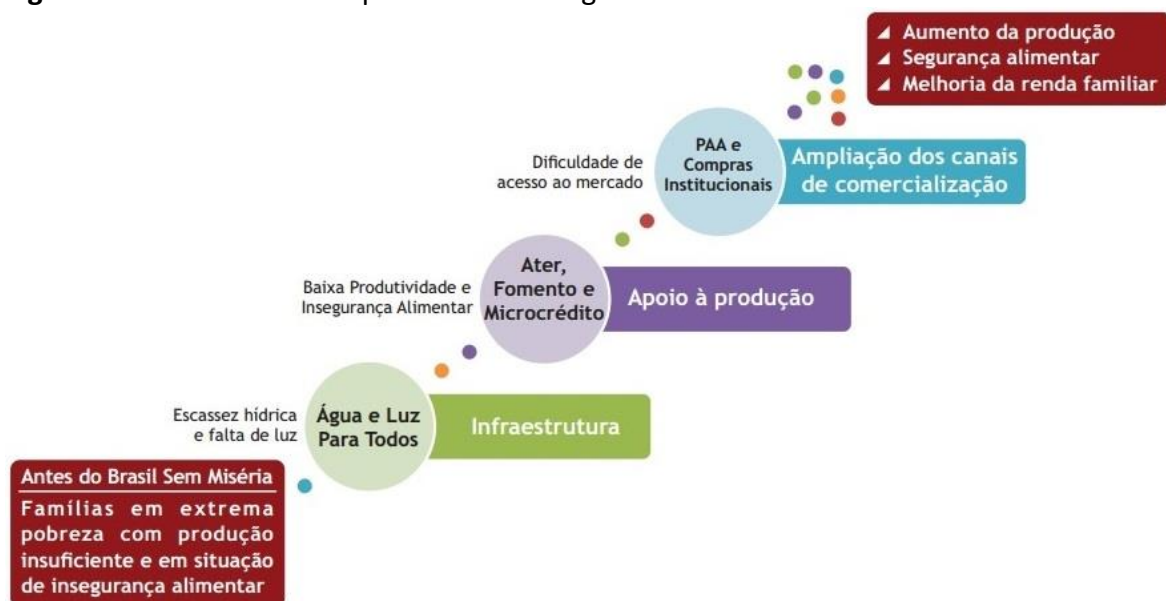 Aumento da produção
Segurança alimentar
Melhoria da renda familiar
PAA e
Compras
Institucionais
Dificuldade de
acesso ao mercado
Ampliação dos canais
de comercialização
Ater,
Fomento e
Microcrédito
Baixa Produtividade e
Insegurança Alimentar
Apoio à produção
Água e Luz
Para Todos
Escassez hídrica
e falta de luz
Infraestrutura
Antes do Brasil Sem Miséria
Famílias em extrema
pobreza com produção
insuficiente e em situação
de insegurança alimentar